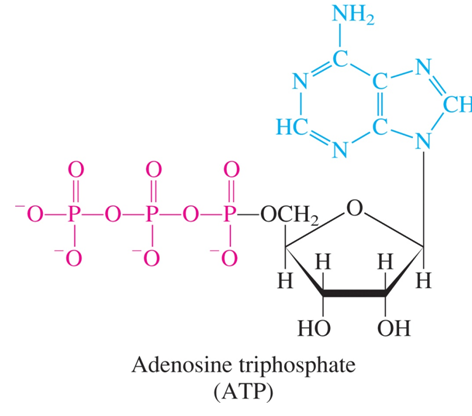 NH₂
C
N C N
CH
HC C
N N
O O O
⁻O—P—O—P—O—P—OCH₂ O
⁻O ⁻O ⁻O
H H H H
HO OH
Adenosine triphosphate
(ATP)